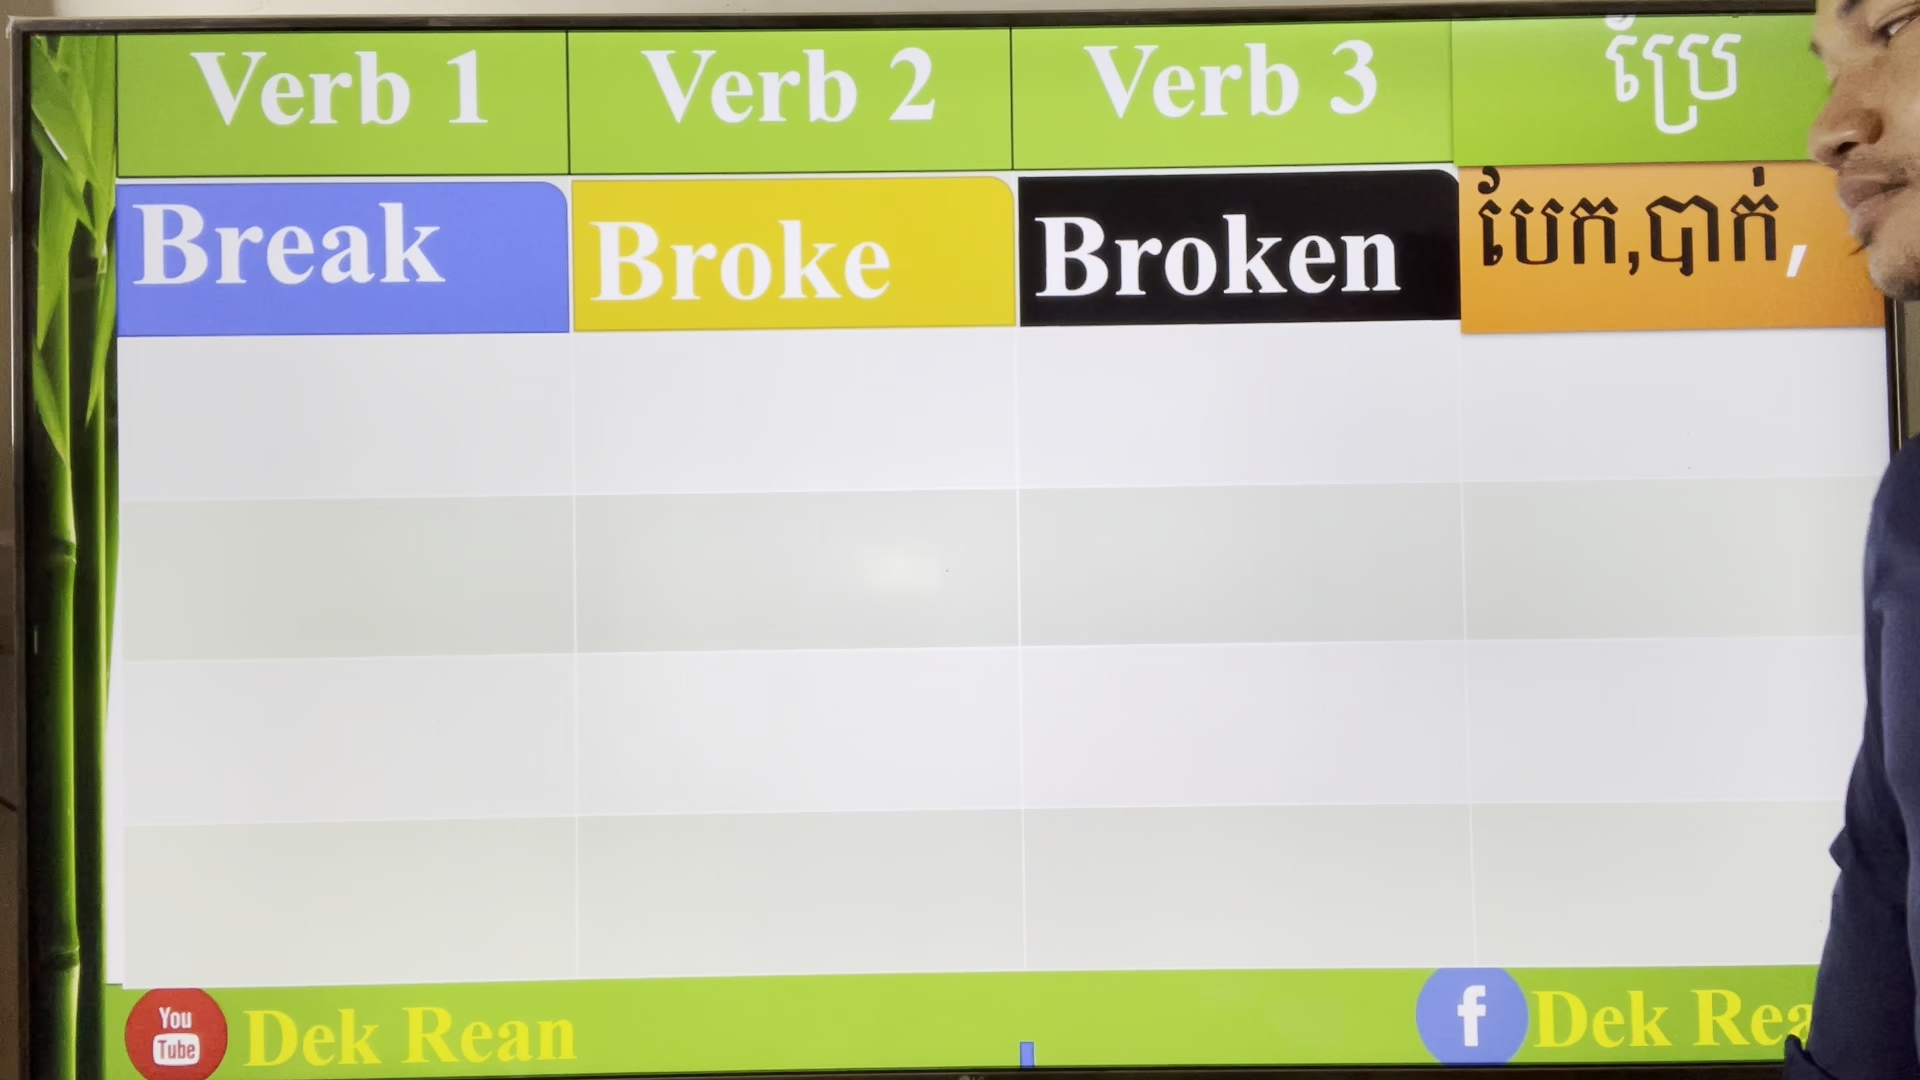 Verb 1 Verb 2 Verb 3 ប្រែ
Break Broke Broken បែក,បាក់,
You Tube Dek Rean Dek Rea